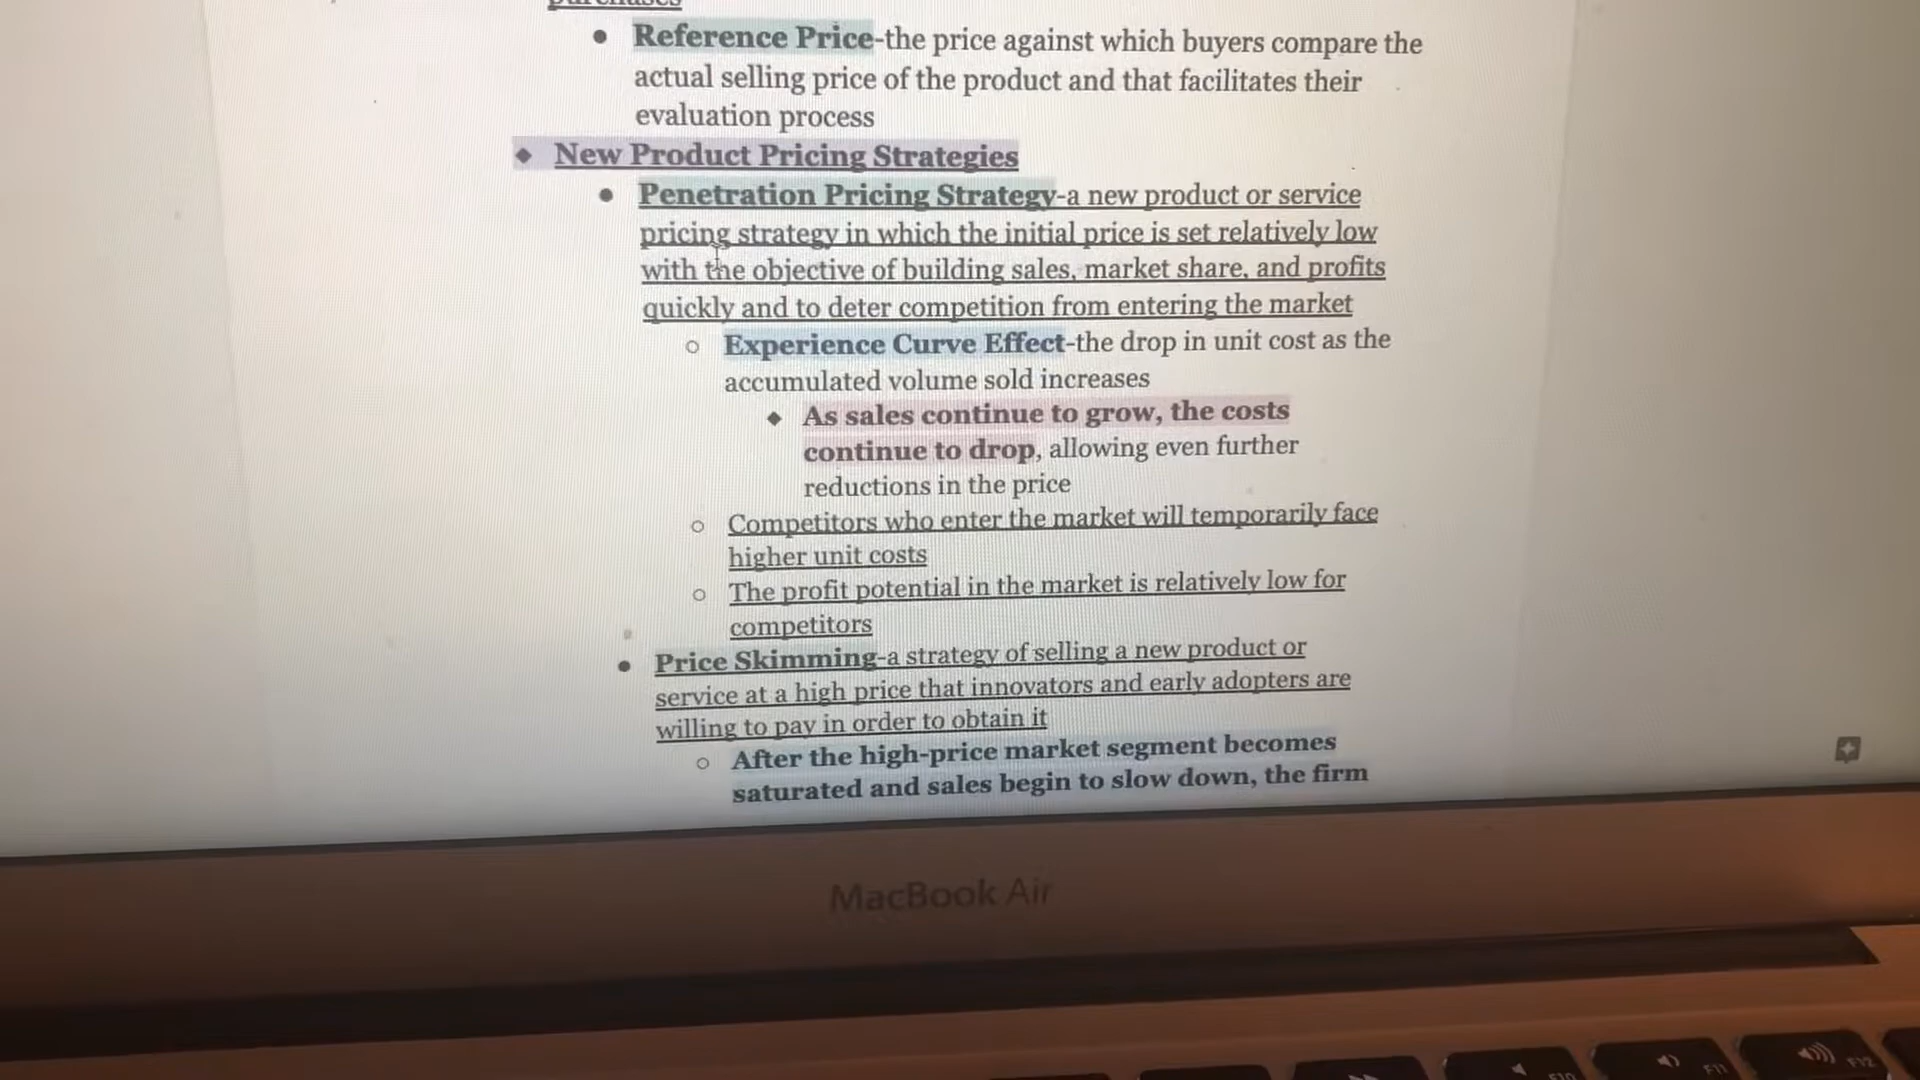 purchases
● Reference Price-the price against which buyers compare the
actual selling price of the product and that facilitates their
evaluation process
◆ New Product Pricing Strategies
● Penetration Pricing Strategy-a new product or service
pricing strategy in which the initial price is set relatively low
with the objective of building sales, market share, and profits
quickly and to deter competition from entering the market
○ Experience Curve Effect-the drop in unit cost as the
accumulated volume sold increases
◆ As sales continue to grow, the costs
continue to drop, allowing even further
reductions in the price
○ Competitors who enter the market will temporarily face
higher unit costs
○ The profit potential in the market is relatively low for
competitors
● Price Skimming-a strategy of selling a new product or
service at a high price that innovators and early adopters are
willing to pay in order to obtain it
○ After the high-price market segment becomes
saturated and sales begin to slow down, the firm
MacBook Air
F10 F11 F12